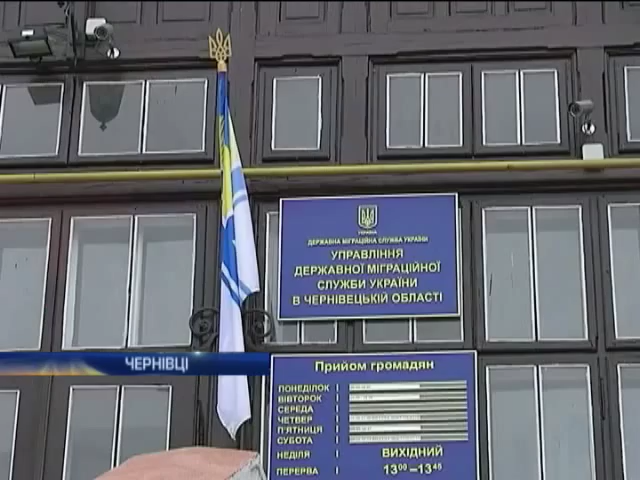 УКРАЇНА
ДЕРЖАВНА МІГРАЦІЙНА СЛУЖБА УКРАЇНИ
УПРАВЛІННЯ
ДЕРЖАВНОЇ МІГРАЦІЙНОЇ
СЛУЖБИ УКРАЇНИ
В ЧЕРНІВЕЦЬКІЙ ОБЛАСТІ
ЧЕРНІВЦІ
Прийом громадян
ПОНЕДІЛОК
ВІВТОРОК
СЕРЕДА
ЧЕТВЕР
П'ЯТНИЦЯ
СУБОТА
НЕДІЛЯ ВИХІДНИЙ
ПЕРЕРВА 13⁰⁰–13⁴⁵